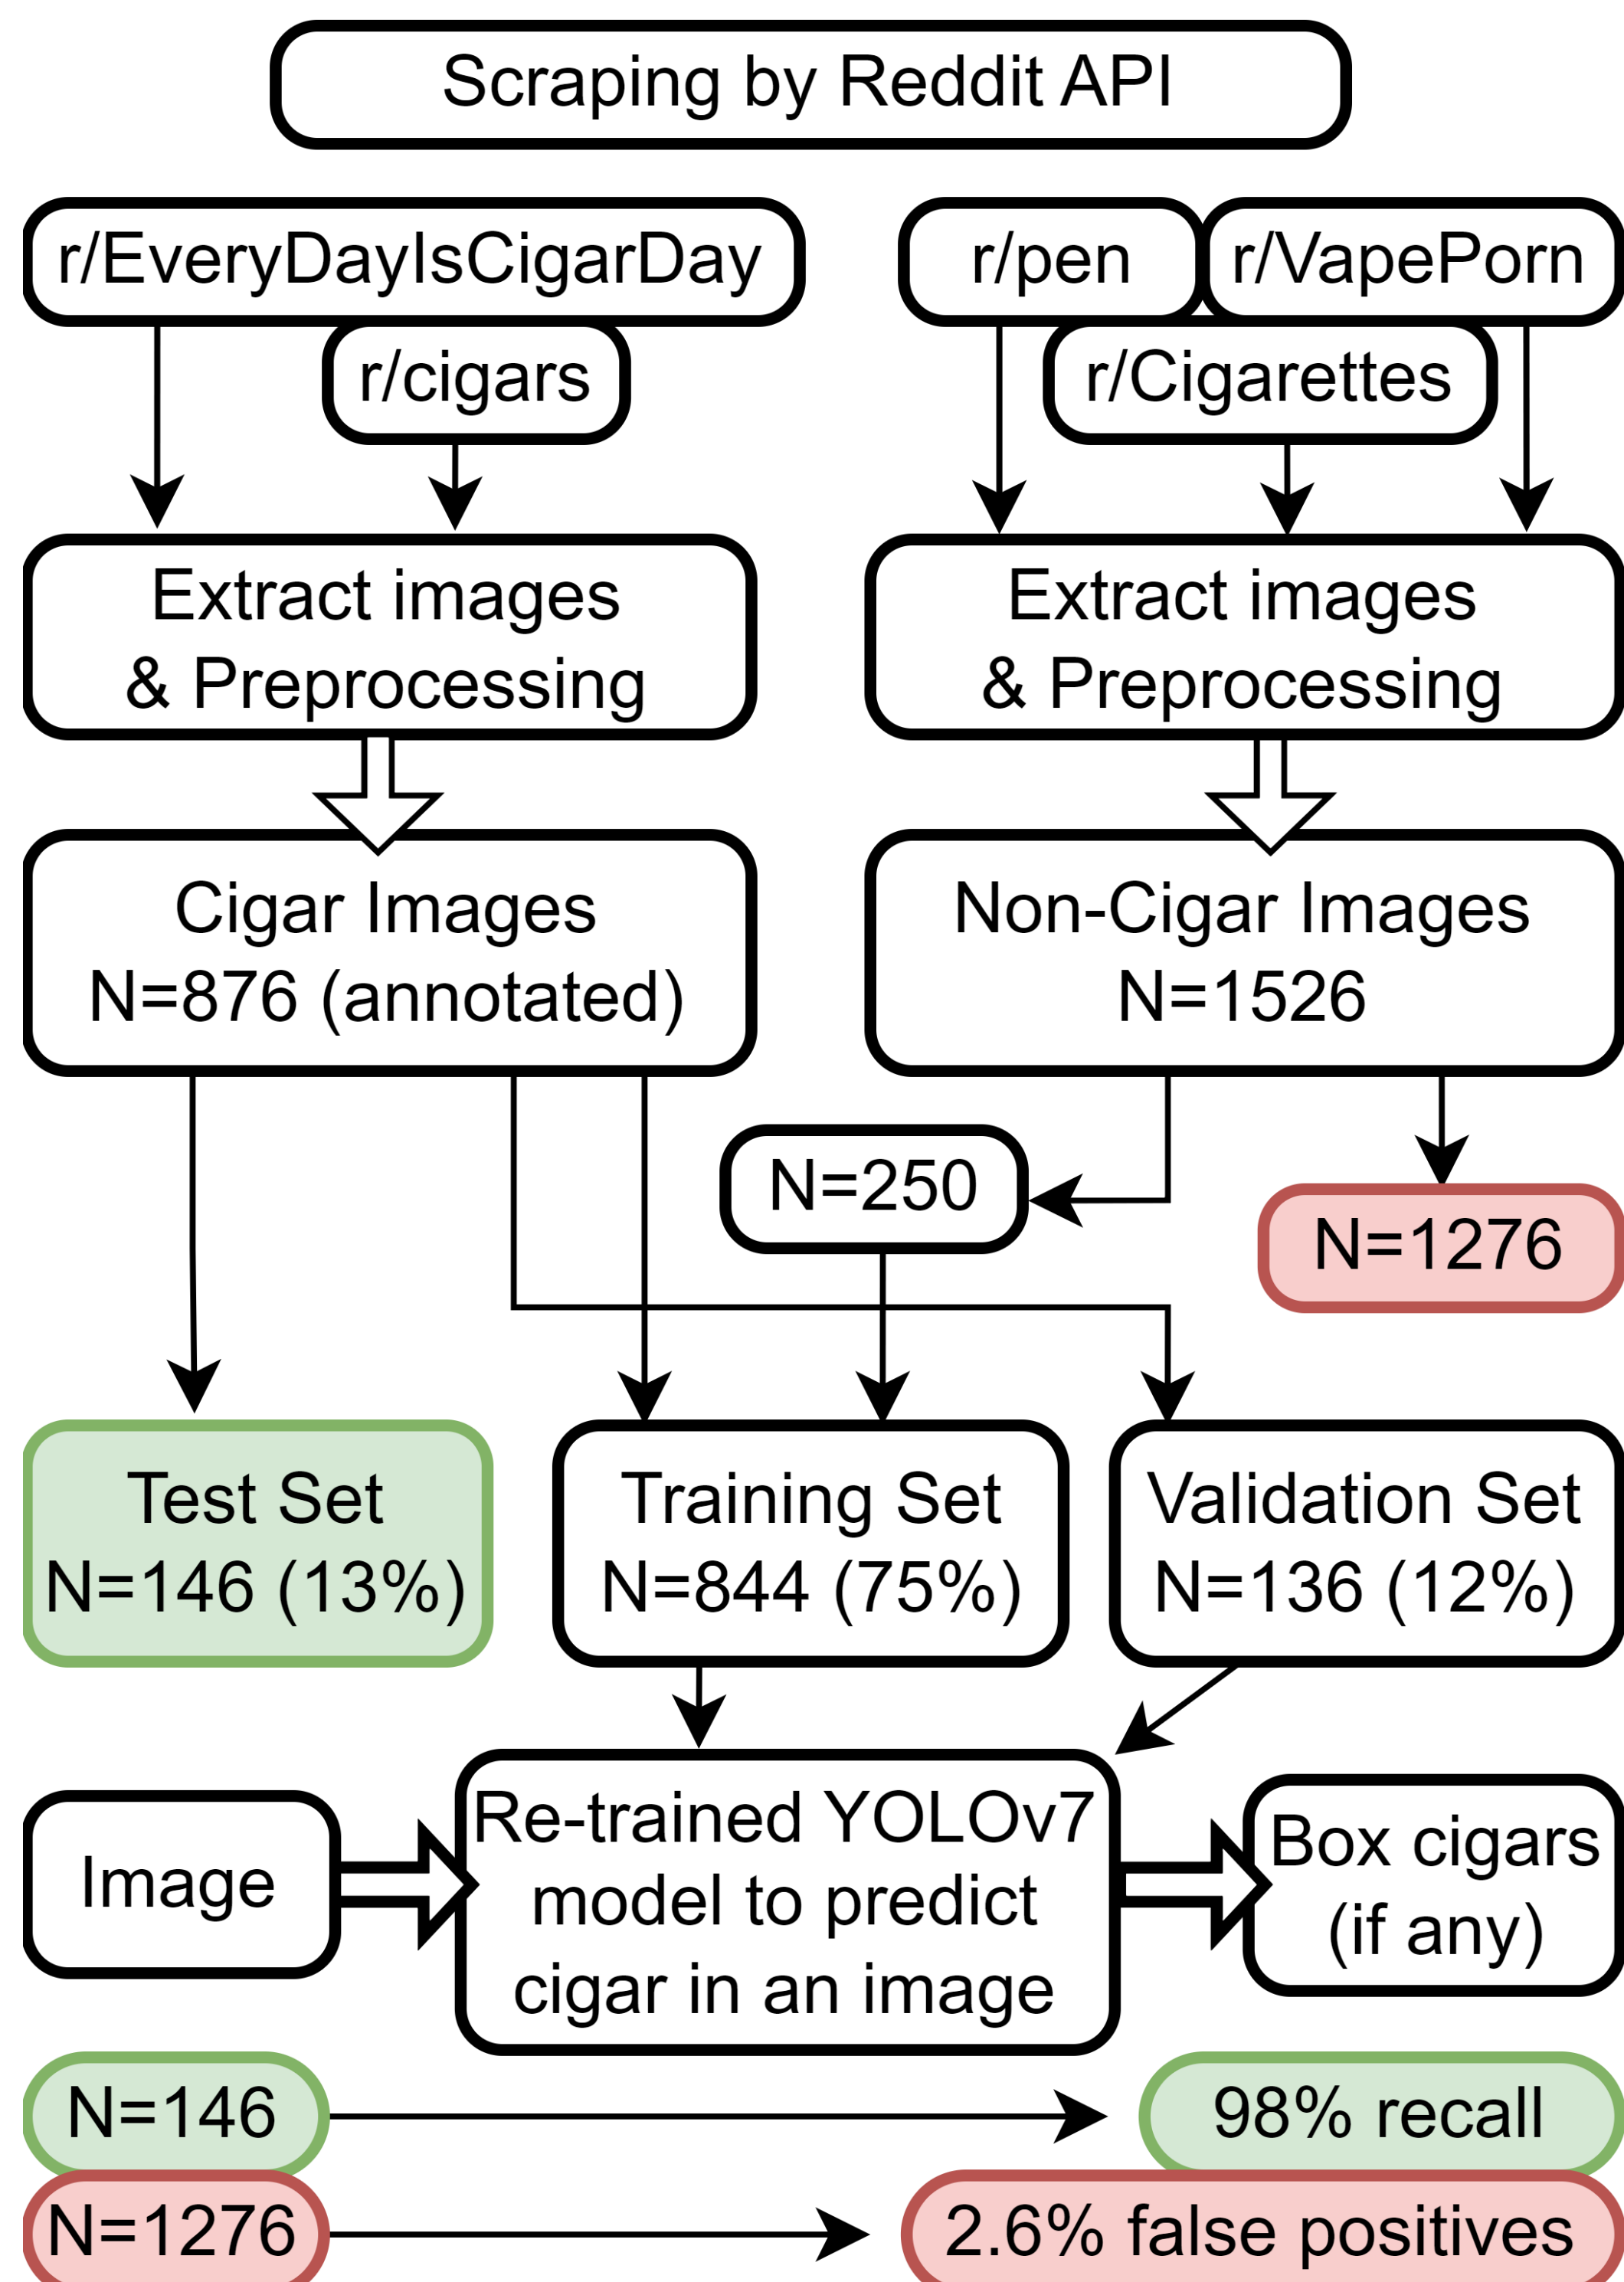 Scraping by Reddit API
r/EveryDayIsCigarDay
r/cigars
r/pen
r/VapePorn
r/Cigarettes
Extract images
& Preprocessing
Extract images
& Preprocessing
Cigar Images
N=876 (annotated)
Non-Cigar Images
N=1526
N=250
N=1276
Test Set
N=146 (13%)
Training Set
N=844 (75%)
Validation Set
N=136 (12%)
Image
Re-trained YOLOv7
model to predict
cigar in an image
Box cigars
(if any)
N=146
98% recall
N=1276
2.6% false positives